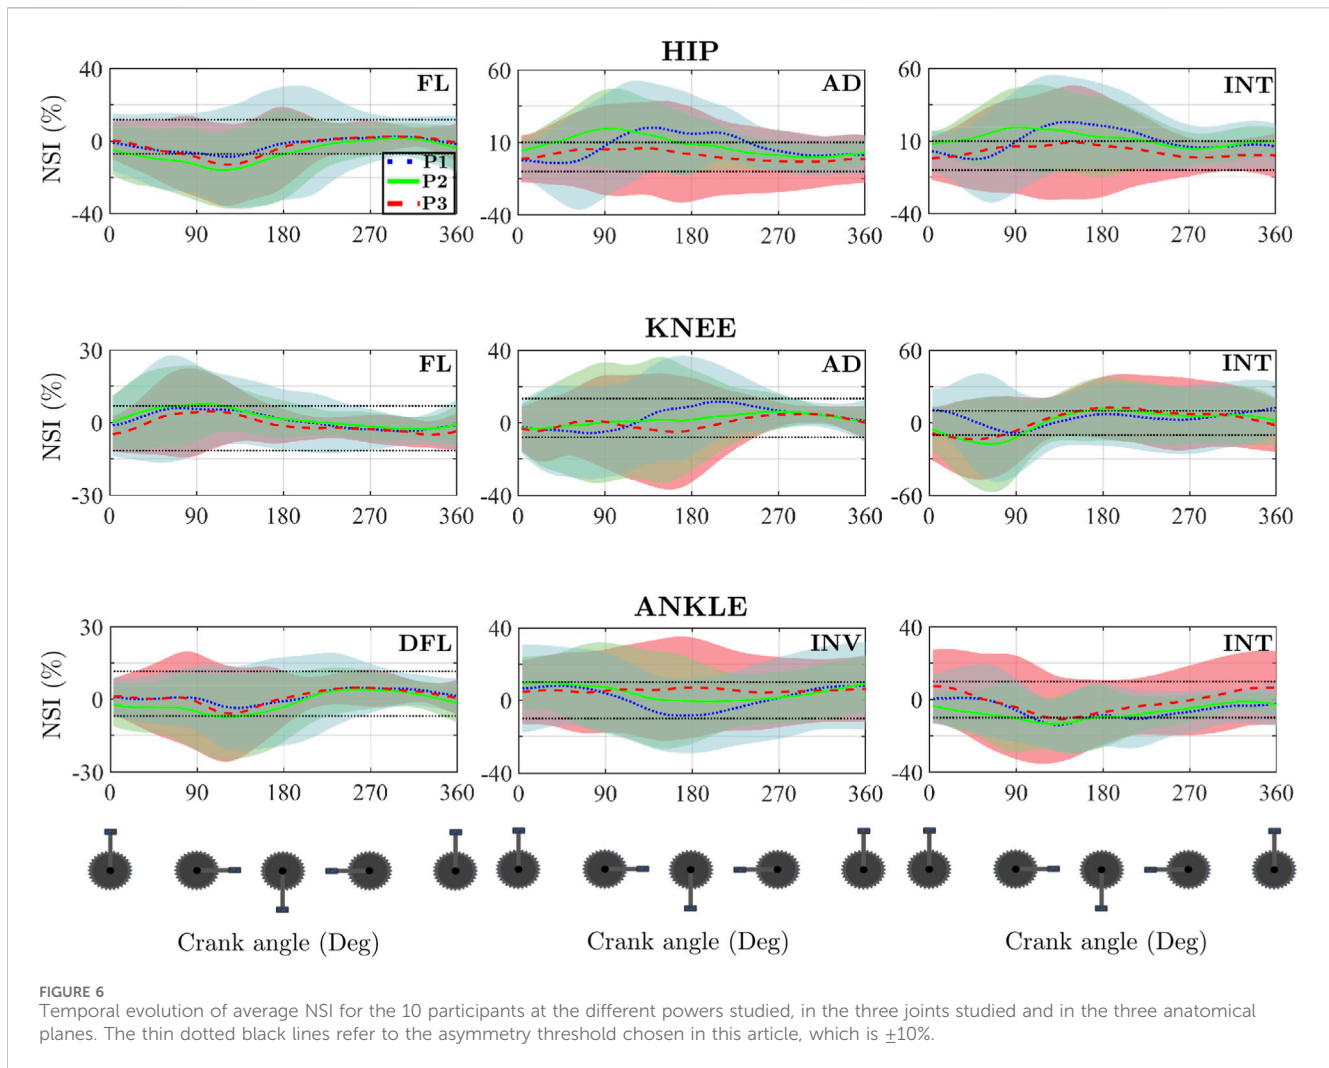 HIP
40
FL
NSI (%)
0
-40
P1
P2
P3
0 90 180 270 360
60
AD
10
-40
0 90 180 270 360
60
INT
10
-40
0 90 180 270 360
KNEE
30
FL
NSI (%)
0
-30
0 90 180 270 360
40
AD
0
-40
0 90 180 270 360
60
INT
10
-10
-60
0 90 180 270 360
ANKLE
30
DFL
NSI (%)
0
-30
0 90 180 270 360
40
INV
10
-10
-40
0 90 180 270 360
40
INT
10
-10
-40
0 90 180 270 360
Crank angle (Deg) Crank angle (Deg) Crank angle (Deg)
FIGURE 6
Temporal evolution of average NSI for the 10 participants at the different powers studied, in the three joints studied and in the three anatomical
planes. The thin dotted black lines refer to the asymmetry threshold chosen in this article, which is ±10%.